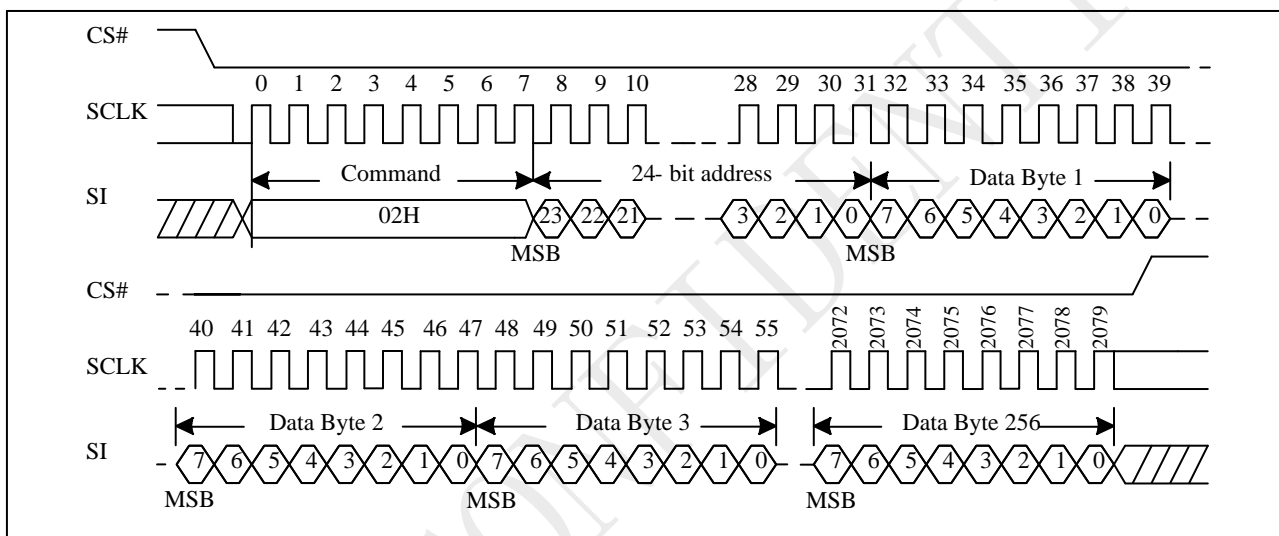 CS#
0 1 2 3 4 5 6 7 8 9 10 28 29 30 31 32 33 34 35 36 37 38 39
SCLK
Command 24- bit address Data Byte 1
SI
02H 23 22 21 3 2 1 0 7 6 5 4 3 2 1 0
MSB MSB
CS#
40 41 42 43 44 45 46 47 48 49 50 51 52 53 54 55 2072 2073 2074 2075 2076 2077 2078 2079
SCLK
Data Byte 2 Data Byte 3 Data Byte 256
SI
7 6 5 4 3 2 1 0 7 6 5 4 3 2 1 0 7 6 5 4 3 2 1 0
MSB MSB MSB